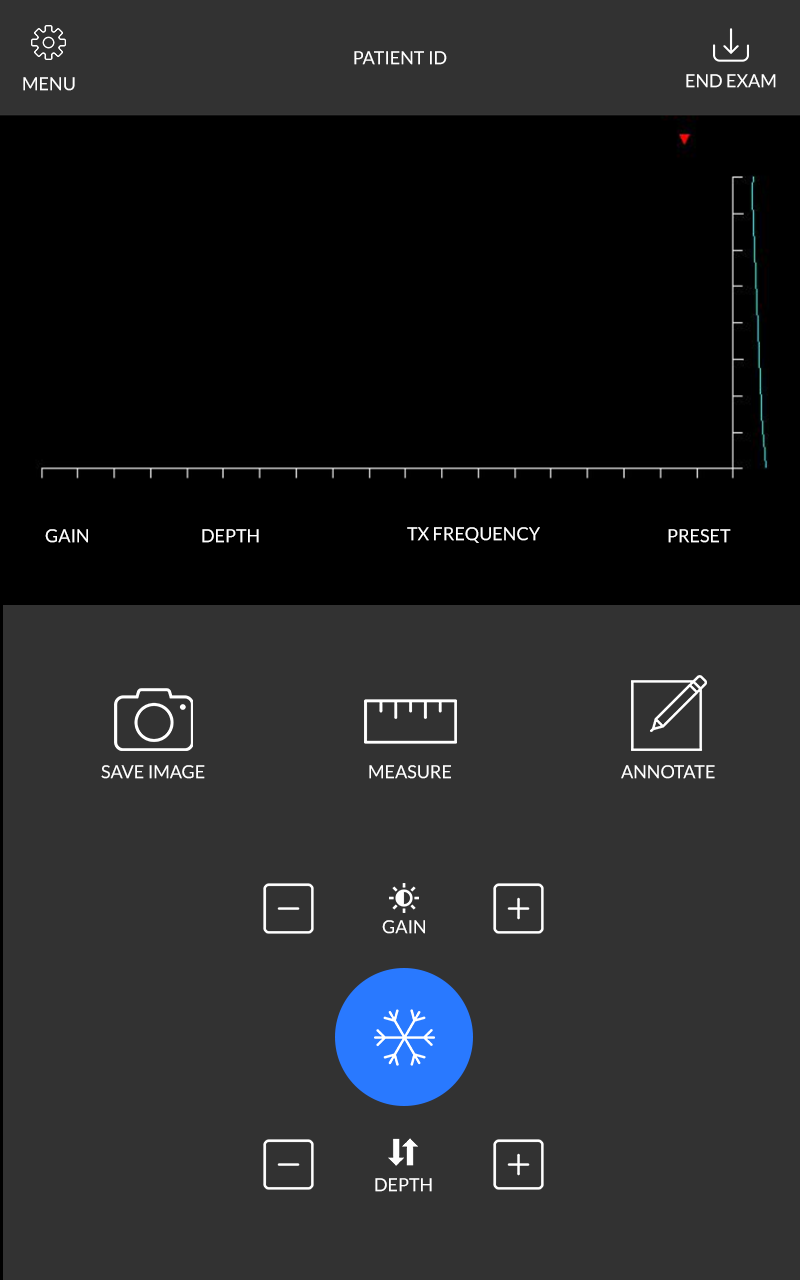 MENU
PATIENT ID
END EXAM
GAIN
DEPTH
TX FREQUENCY
PRESET
SAVE IMAGE
MEASURE
ANNOTATE
GAIN
DEPTH